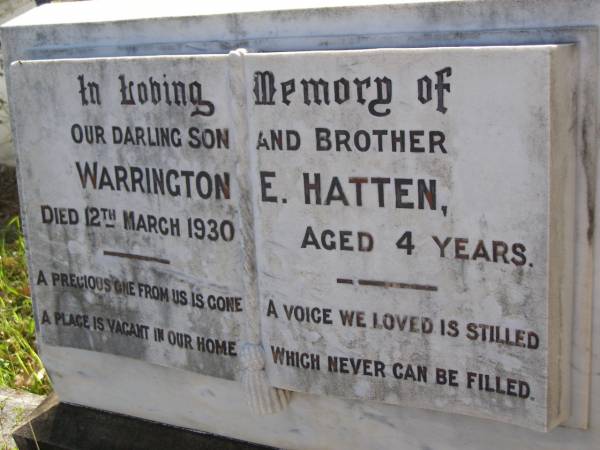 In Loving Memory of
OUR DARLING SON AND BROTHER
WARRINGTON E. HATTEN,
DIED 12TH MARCH 1930 AGED 4 YEARS.
A PRECIOUS ONE FROM US IS GONE
A VOICE WE LOVED IS STILLED
A PLACE IS VACANT IN OUR HOME
WHICH NEVER CAN BE FILLED.